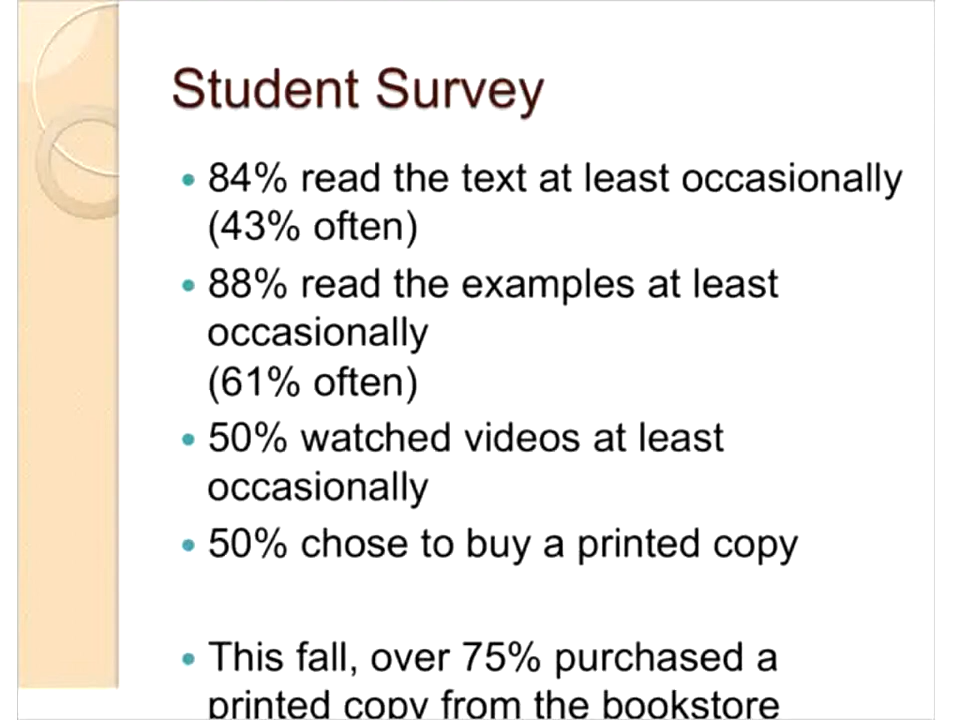 Student Survey
• 84% read the text at least occasionally
(43% often)
• 88% read the examples at least
occasionally
(61% often)
• 50% watched videos at least
occasionally
• 50% chose to buy a printed copy
• This fall, over 75% purchased a
printed copy from the bookstore